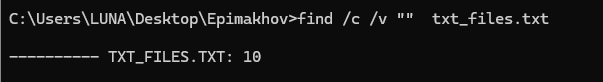 C:\Users\LUNA\Desktop\Epimakhov>find /c /v ""  txt_files.txt
---------- TXT_FILES.TXT: 10